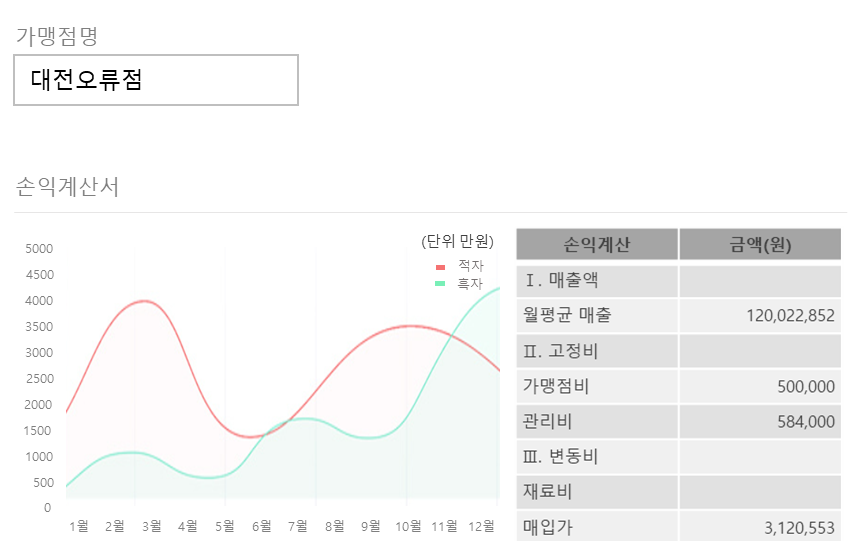 가맹점명
대전오류점
손익계산서
(단위 만원)
적자
흑자
5000
4500
4000
3500
3000
2500
2000
1500
1000
500
0
1월 2월 3월 4월 5월 6월 7월 8월 9월 10월 11월 12월
손익계산 금액(원)
Ⅰ. 매출액
월평균 매출 120,022,852
Ⅱ. 고정비
가맹점비 500,000
관리비 584,000
Ⅲ. 변동비
재료비
매입가 3,120,553